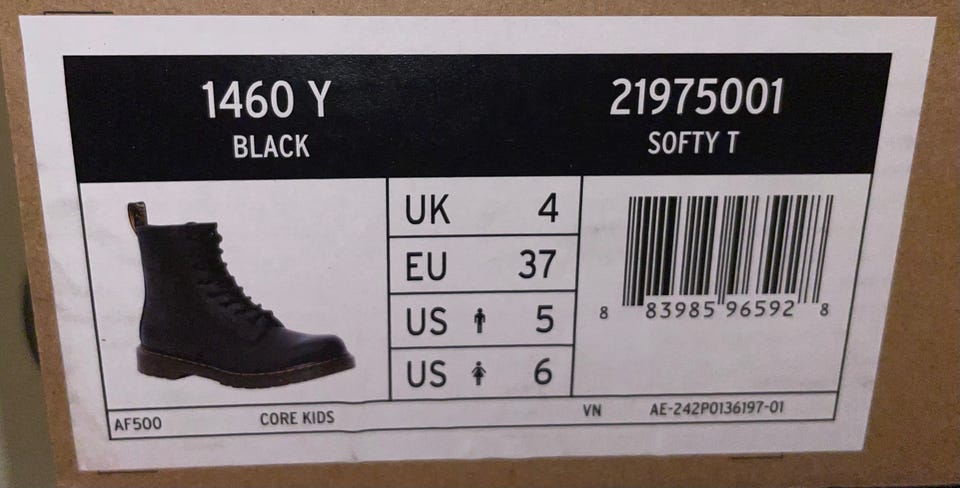 1460 Y
BLACK
21975001
SOFTY T
UK 4
EU 37
US 5
US 6
8 83985 96592 8
AF500
CORE KIDS
VN
AE-242P0136197-01